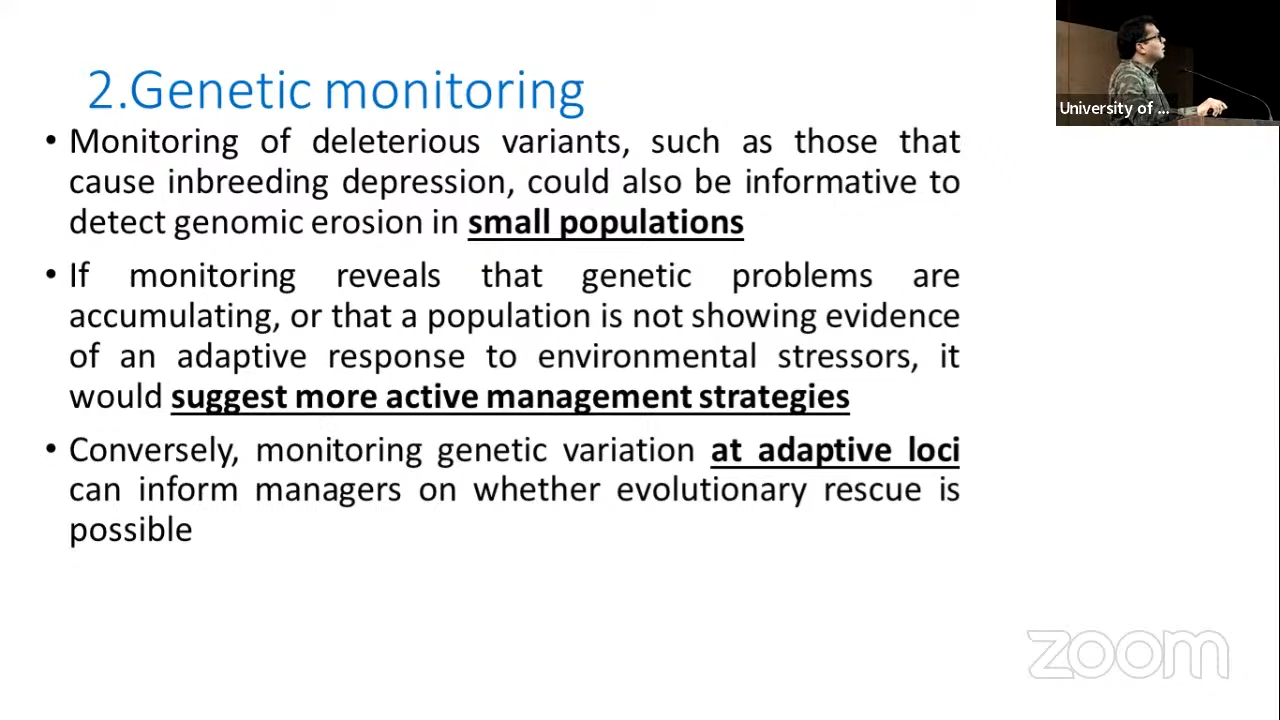 2.Genetic monitoring
• Monitoring of deleterious variants, such as those that
cause inbreeding depression, could also be informative to
detect genomic erosion in small populations
• If monitoring reveals that genetic problems are
accumulating, or that a population is not showing evidence
of an adaptive response to environmental stressors, it
would suggest more active management strategies
• Conversely, monitoring genetic variation at adaptive loci
can inform managers on whether evolutionary rescue is
possible
University of ...
zoom